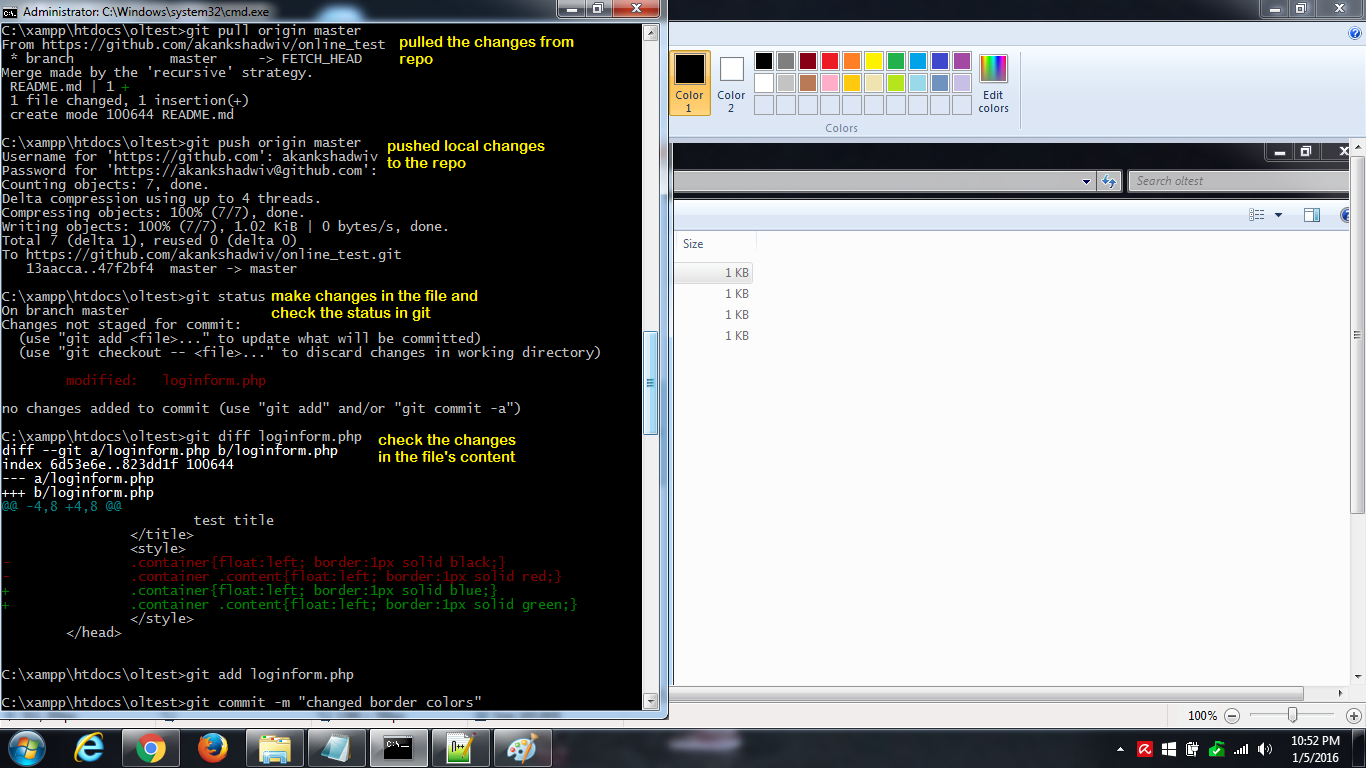 Administrator: C:\Windows\system32\cmd.exe
C:\xampp\htdocs\oltest>git pull origin master
From https://github.com/akankshadwiv/online_test
 * branch            master     -> FETCH_HEAD
Merge made by the 'recursive' strategy.
 README.md | 1 +
 1 file changed, 1 insertion(+)
 create mode 100644 README.md
pulled the changes from
repo
C:\xampp\htdocs\oltest>git push origin master
Username for 'https://github.com': akankshadwiv
Password for 'https://akankshadwiv@github.com':
Counting objects: 7, done.
Delta compression using up to 4 threads.
Compressing objects: 100% (7/7), done.
Writing objects: 100% (7/7), 1.02 KiB | 0 bytes/s, done.
Total 7 (delta 1), reused 0 (delta 0)
To https://github.com/akankshadwiv/online_test.git
   13aacca..47f2bf4  master -> master
pushed local changes
to the repo
C:\xampp\htdocs\oltest>git status
On branch master
Changes not staged for commit:
  (use "git add <file>..." to update what will be committed)
  (use "git checkout -- <file>..." to discard changes in working directory)
        modified:   loginform.php
no changes added to commit (use "git add" and/or "git commit -a")
make changes in the file and
check the status in git
C:\xampp\htdocs\oltest>git diff loginform.php
diff --git a/loginform.php b/loginform.php
index 6d53e6e..823dd1f 100644
--- a/loginform.php
+++ b/loginform.php
@@ -4,8 +4,8 @@
                        test title
                </title>
                <style>
-               .container{float:left; border:1px solid black;}
-               .container .content{float:left; border:1px solid red;}
+               .container{float:left; border:1px solid blue;}
+               .container .content{float:left; border:1px solid green;}
                </style>
        </head>
check the changes
in the file's content
C:\xampp\htdocs\oltest>git add loginform.php
C:\xampp\htdocs\oltest>git commit -m "changed border colors"
Color
1
Color
2
Edit
colors
Colors
Search oltest
Size
1 KB
1 KB
1 KB
1 KB
100%
10:52 PM
1/5/2016